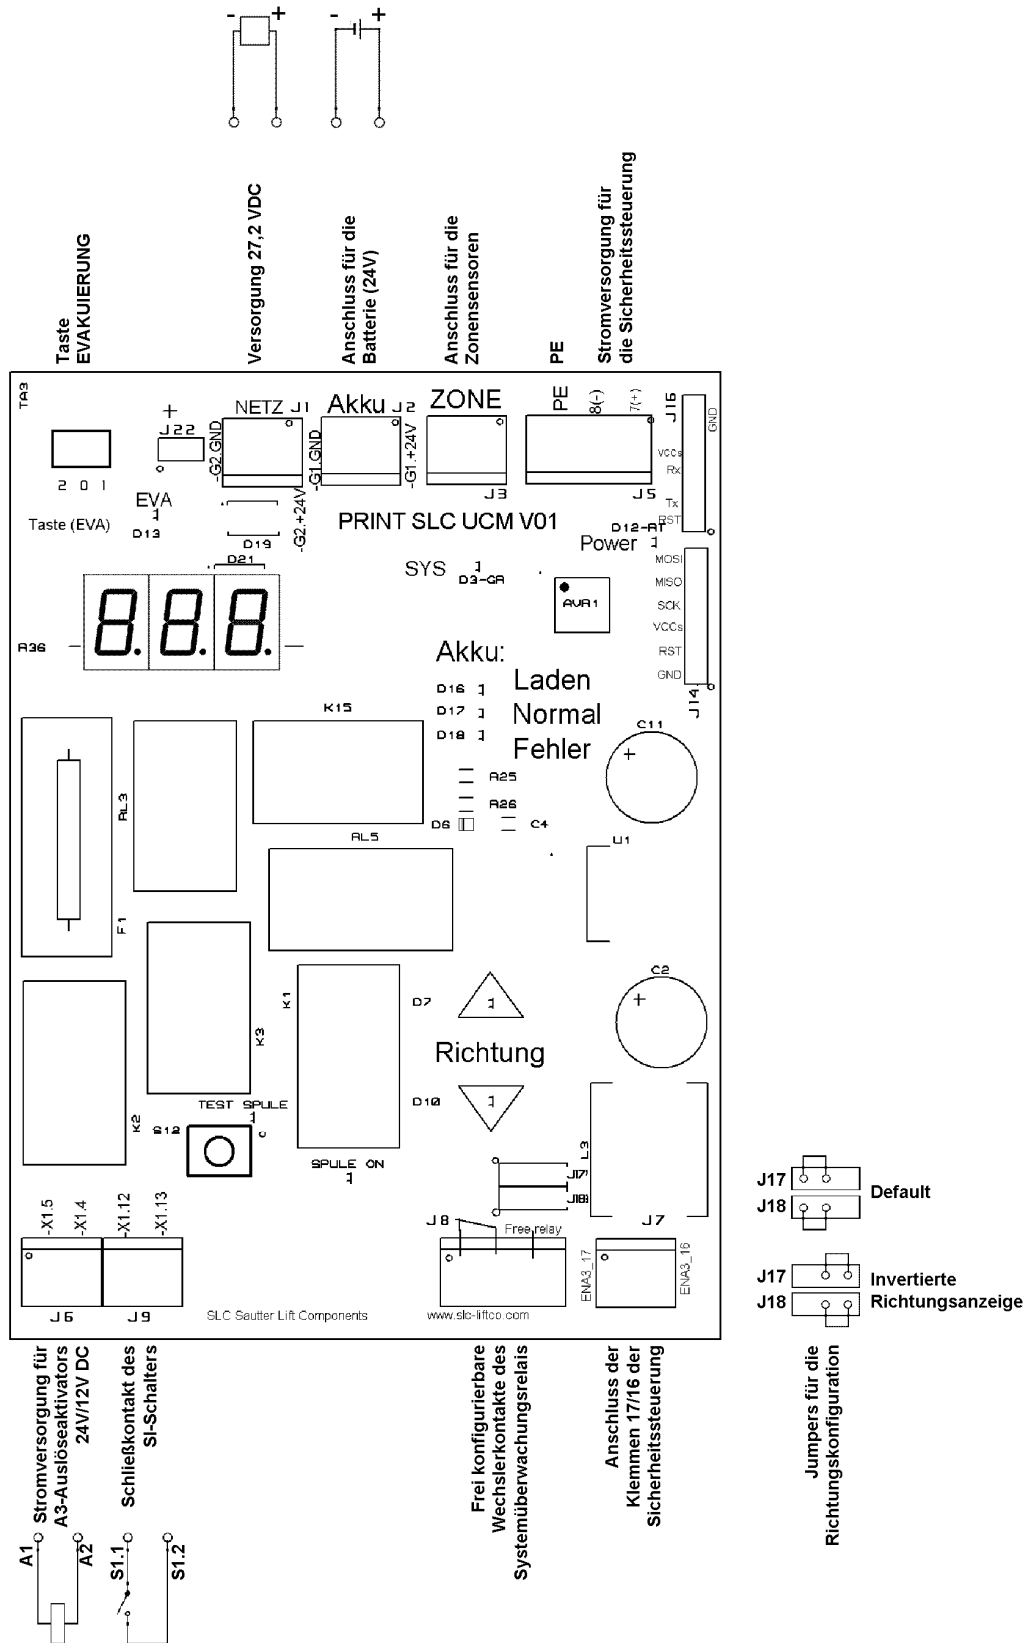 - +
- +
Taste
EVAKUIERUNG
Versorgung 27,2 VDC
Anschluss für die
Batterie (24V)
Anschluss für die
Zonensensoren
PE
Stromversorgung für
die Sicherheitssteuerung
TA3
+
J22
NETZ J1
-G2.GND
Akku J2
-G1.GND
-G1.+24V
ZONE
J3
PE
8(-)
7(+)
J5
J16
GND
VCCs
Rx
Tx
RST
2 0 1
Taste (EVA)
EVA
D13
-G2.+24V
D19
D21
PRINT SLC UCM V01
D12-RT
Power
SYS
D3-GR
AVR1
MOSI
MISO
SCK
VCCs
RST
GND
J14
R36
8.8.8.
Akku:
D16 Laden
D17 Normal
D18 Fehler
K15
C11
+
R25
R26
D6
C4
RL3
RL5
U1
F1
K1
K3
D7
C2
+
Richtung
D10
K2
TEST SPULE
S12
SPULE ON
L3
J17
J18
-X1.5
-X1.4
-X1.12
-X1.13
J8
Free relay
J7
ENA3_17
ENA3_16
J6
J9
SLC Sautter Lift Components
www.slc-liftco.com
J17
J18
Default
J17
J18
Invertierte
Richtungsanzeige
Stromversorgung für
A3-Auslöseaktivators
24V/12V DC
Schließkontakt des
SI-Schalters
Frei konfigurierbare
Wechslerkontakte des
Systemüberwachungsrelais
Anschluss der
Klemmen 17/16 der
Sicherheitssteuerung
Jumpers für die
Richtungskonfiguration
A1
A2
S1.1
S1.2